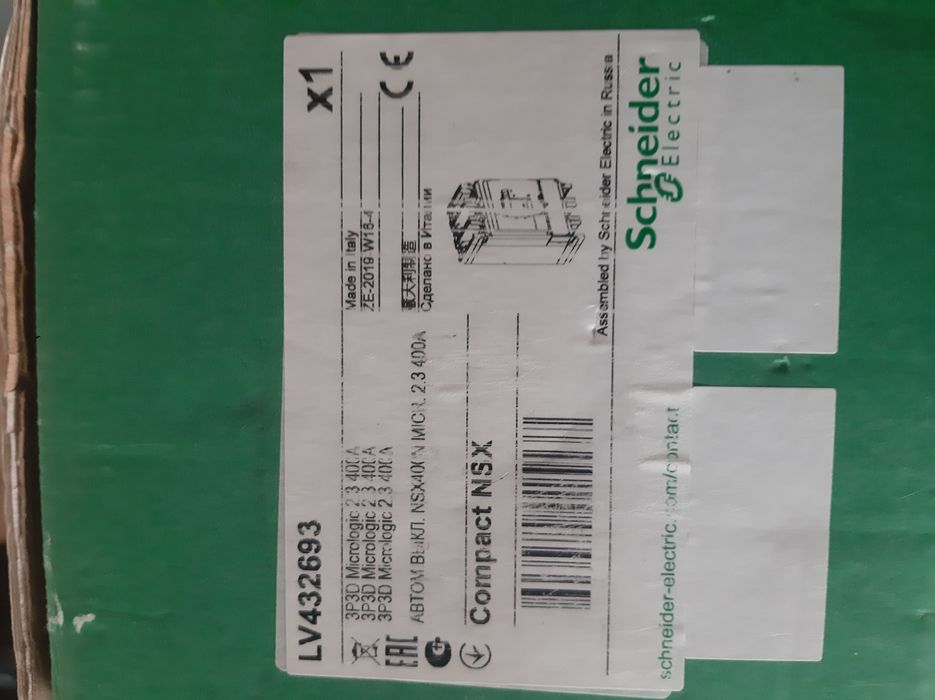 LV432693
X1
3P3D Micrologic 2.3 400A
3P3D Micrologic 2.3 400A
3P3D Micrologic 2.3 400A
АВТОМ ВЫКЛ. NSX400N MICR. 2.3 400A
Made in Italy
ZE-2019-W18-4
意大利制造
Сделано в Италии
CE
EAC
Compact NSX
Assembled by Schneider Electric in Russia
schneider-electric.com/contact
Schneider
Electric